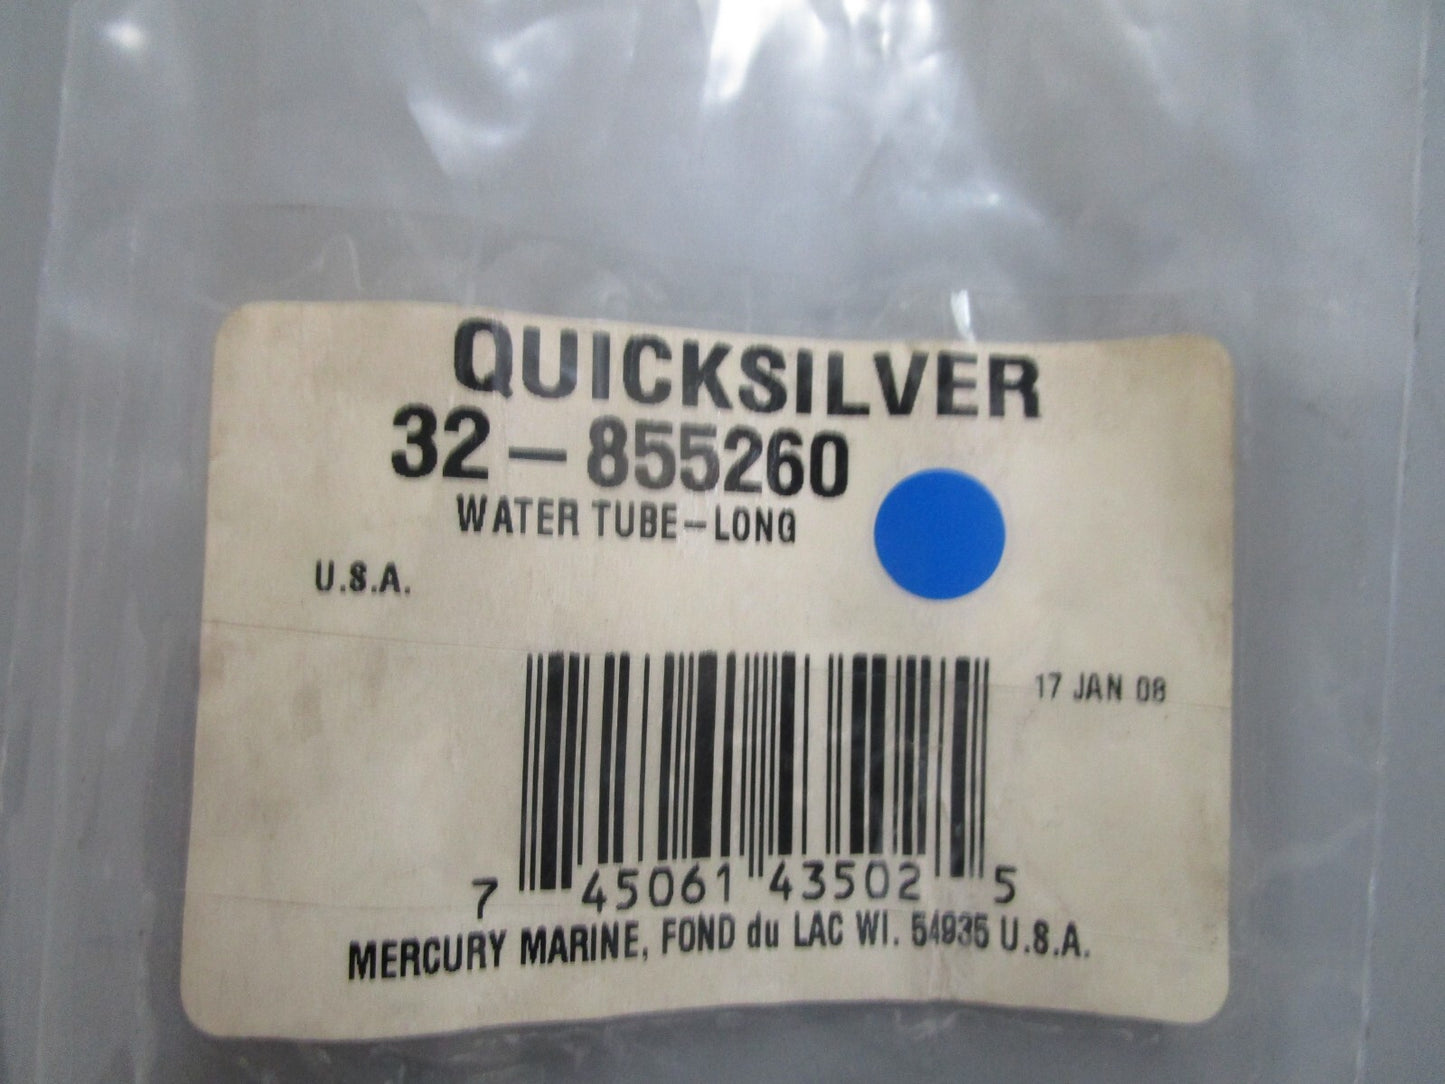 QUICKSILVER
32-855260
WATER TUBE-LONG
U.S.A.
17 JAN 08
7 45061 43502 5
MERCURY MARINE, FOND du LAC WI. 54935 U.S.A.